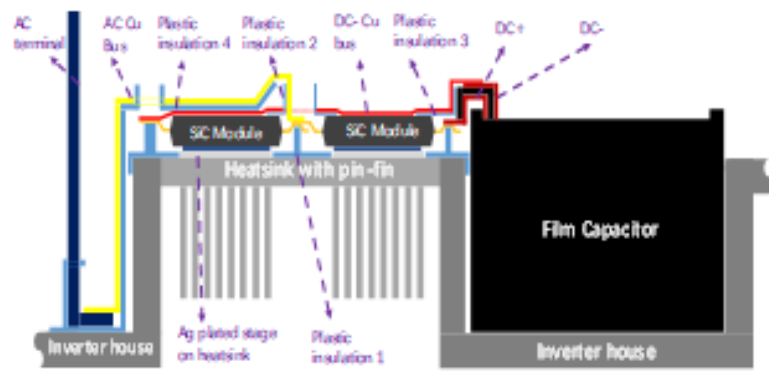 AC
terminal
AC Cu
Bus
Plastic
insulation 4
Plastic
insulation 2
DC- Cu
bus
Plastic
insulation 3
DC+
DC-
SiC Module
SiC Module
Heatsink with pin-fin
Film Capacitor
Ag plated stage
on heatsink
Plastic
insulation 1
Inverter house
Inverter house